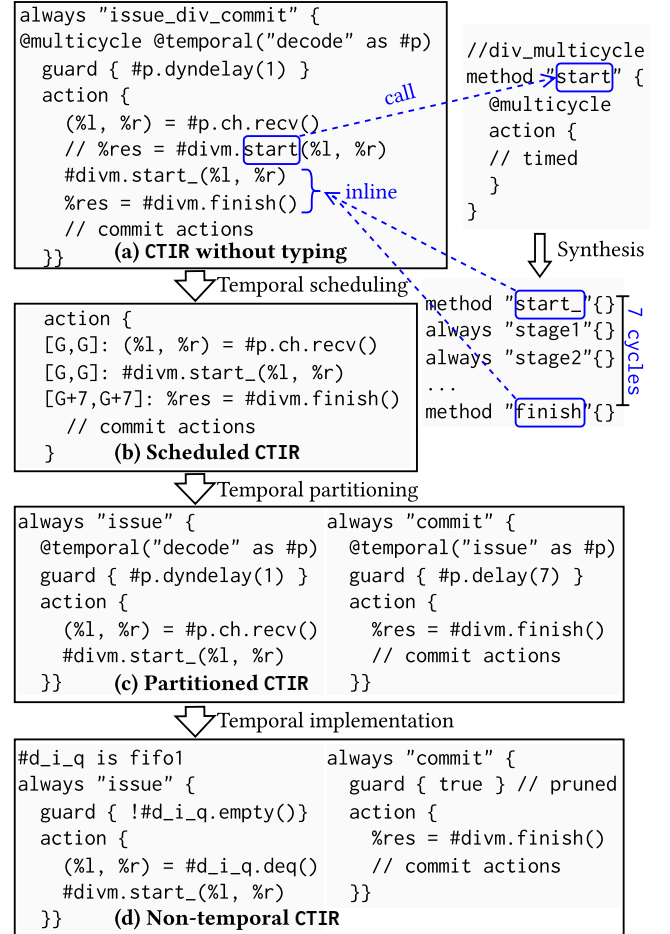 always "issue_div_commit" {
@multicycle @temporal("decode" as #p)
guard { #p.dyndelay(1) }
action {
(%l, %r) = #p.ch.recv()
// %res = #divm.start(%l, %r)
#divm.start_(%l, %r)
%res = #divm.finish()
// commit actions
}}
(a) CTIR without typing
call
inline
//div_multicycle
method "start" {
@multicycle
action {
// timed
}
}
Synthesis
method "start_"{}
always "stage1"{}
always "stage2"{}
...
method "finish"{}
7 cycles
Temporal scheduling
action {
[G,G]: (%l, %r) = #p.ch.recv()
[G,G]: #divm.start_(%l, %r)
[G+7,G+7]: %res = #divm.finish()
// commit actions
}
(b) Scheduled CTIR
Temporal partitioning
always "issue" {
@temporal("decode" as #p)
guard { #p.dyndelay(1) }
action {
(%l, %r) = #p.ch.recv()
#divm.start_(%l, %r)
}}
always "commit" {
@temporal("issue" as #p)
guard { #p.delay(7) }
action {
%res = #divm.finish()
// commit actions
}}
(c) Partitioned CTIR
Temporal implementation
#d_i_q is fifo1
always "issue" {
guard { !#d_i_q.empty()}
action {
(%l, %r) = #d_i_q.deq()
#divm.start_(%l, %r)
}}
always "commit" {
guard { true } // pruned
action {
%res = #divm.finish()
// commit actions
}}
(d) Non-temporal CTIR